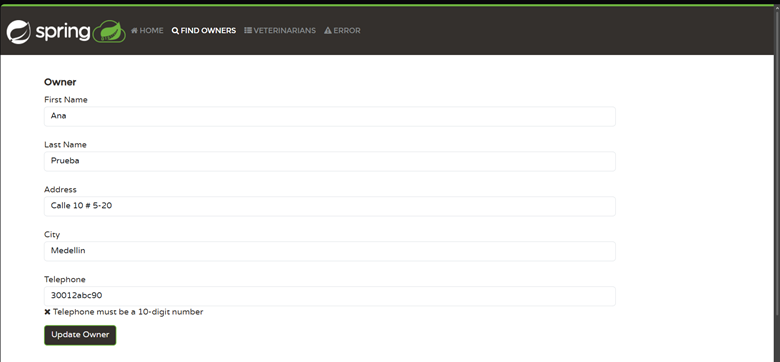 spring HOME FIND OWNERS VETERINARIANS ERROR
Owner
First Name
Ana
Last Name
Prueba
Address
Calle 10 # 5-20
City
Medellin
Telephone
30012abc90
✖ Telephone must be a 10-digit number
Update Owner